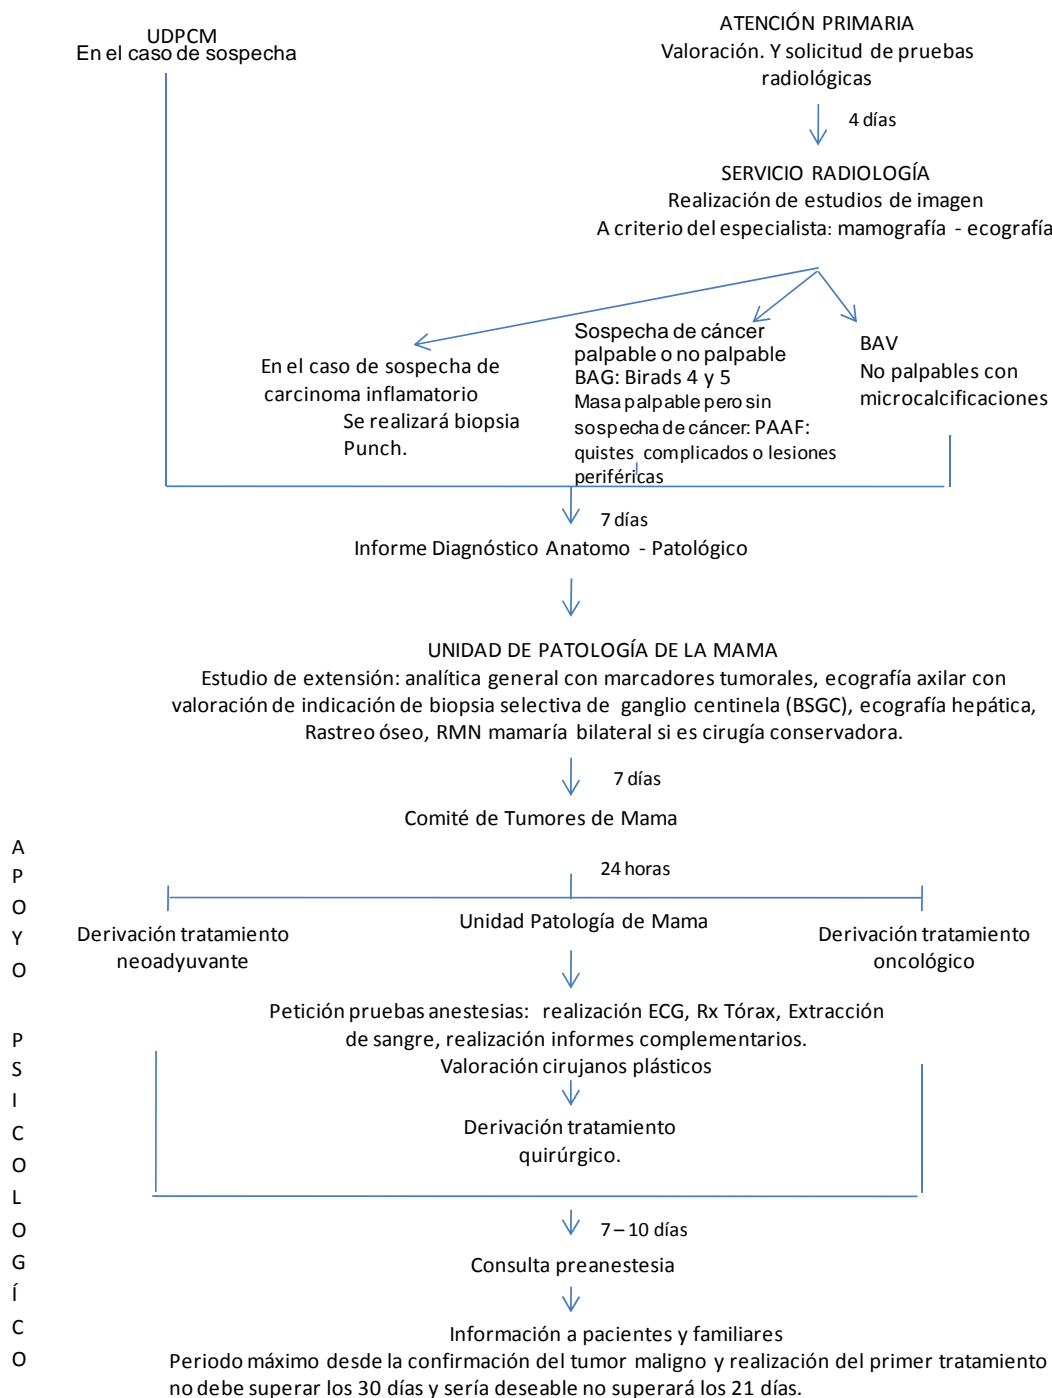 UDPCM
En el caso de sospecha
ATENCIÓN PRIMARIA
Valoración. Y solicitud de pruebas
radiológicas
4 días
SERVICIO RADIOLOGÍA
Realización de estudios de imagen
A criterio del especialista: mamografía - ecografía
En el caso de sospecha de
carcinoma inflamatorio
Se realizará biopsia
Punch.
Sospecha de cáncer
palpable o no palpable
BAG: Birads 4 y 5
Masa palpable pero sin
sospecha de cáncer: PAAF:
quistes complicados o lesiones
periféricas
BAV
No palpables con
microcalcificaciones
7 días
Informe Diagnóstico Anatomo - Patológico
UNIDAD DE PATOLOGÍA DE LA MAMA
Estudio de extensión: analítica general con marcadores tumorales, ecografía axilar con
valoración de indicación de biopsia selectiva de ganglio centinela (BSGC), ecografía hepática,
Rastreo óseo, RMN mamaría bilateral si es cirugía conservadora.
7 días
Comité de Tumores de Mama
24 horas
Derivación tratamiento
neoadyuvante
Unidad Patología de Mama
Derivación tratamiento
oncológico
Petición pruebas anestesias: realización ECG, Rx Tórax, Extracción
de sangre, realización informes complementarios.
Valoración cirujanos plásticos
Derivación tratamiento
quirúrgico.
7 – 10 días
Consulta preanestesia
Información a pacientes y familiares
Periodo máximo desde la confirmación del tumor maligno y realización del primer tratamiento
no debe superar los 30 días y sería deseable no superará los 21 días.
A
P
O
Y
O
P
S
I
C
O
L
O
G
Í
C
O